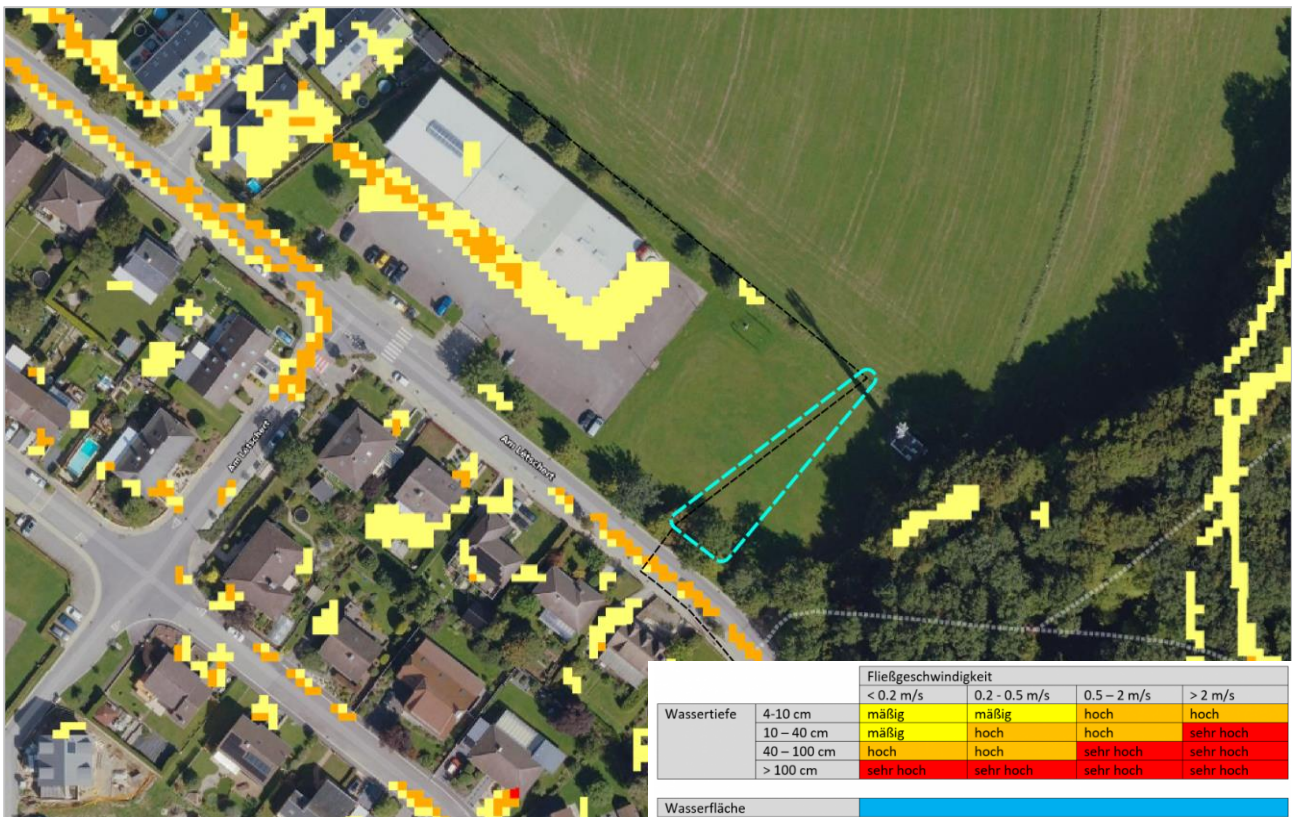 Am Lëtschert
Am Lëtschert
Fließgeschwindigkeit
< 0.2 m/s 0.2 - 0.5 m/s 0.5 – 2 m/s > 2 m/s
Wassertiefe 4-10 cm mäßig mäßig hoch hoch
10 – 40 cm mäßig hoch hoch sehr hoch
40 – 100 cm hoch hoch sehr hoch sehr hoch
> 100 cm sehr hoch sehr hoch sehr hoch sehr hoch
Wasserfläche